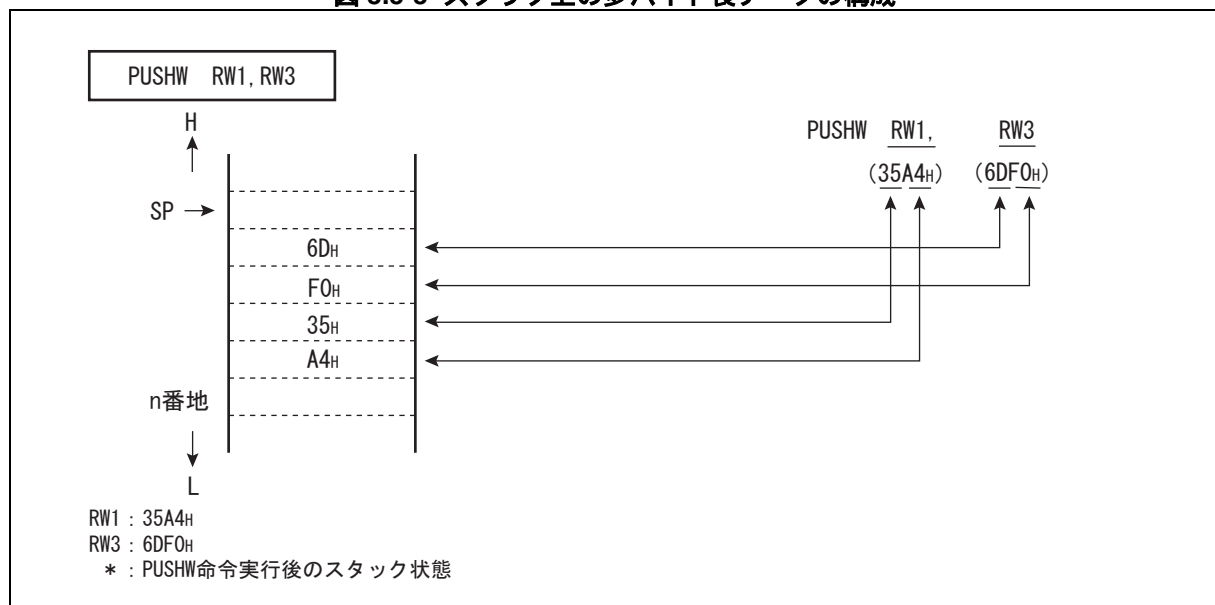 PUSHW RW1, RW3
H
PUSHW RW1, RW3
(35A4H) (6DF0H)
SP
6DH
F0H
35H
A4H
n番地
L
RW1 : 35A4H
RW3 : 6DF0H
* : PUSHW命令実行後のスタック状態